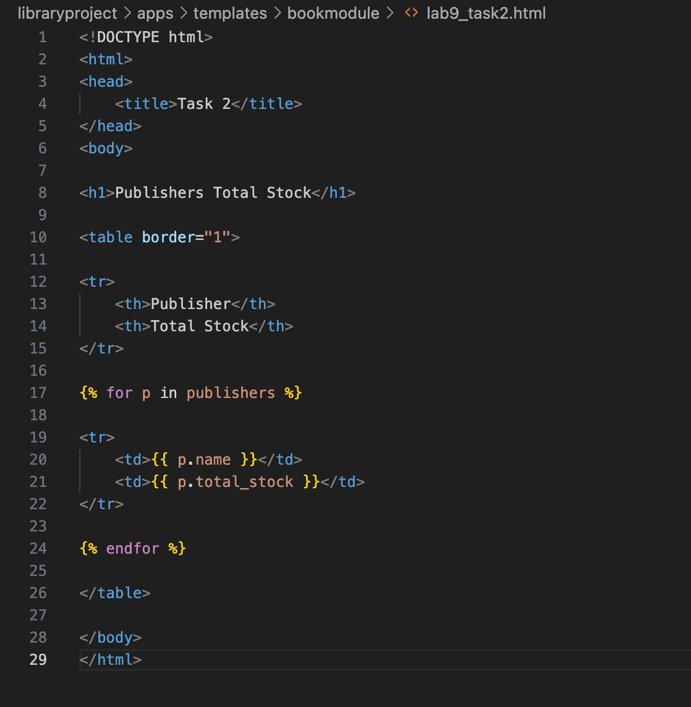 libraryproject > apps > templates > bookmodule > <> lab9_task2.html
1 <!DOCTYPE html>
2 <html>
3 <head>
4     <title>Task 2</title>
5 </head>
6 <body>
7
8 <h1>Publishers Total Stock</h1>
9
10 <table border="1">
11
12 <tr>
13     <th>Publisher</th>
14     <th>Total Stock</th>
15 </tr>
16
17 {% for p in publishers %}
18
19 <tr>
20     <td>{{ p.name }}</td>
21     <td>{{ p.total_stock }}</td>
22 </tr>
23
24 {% endfor %}
25
26 </table>
27
28 </body>
29 </html>